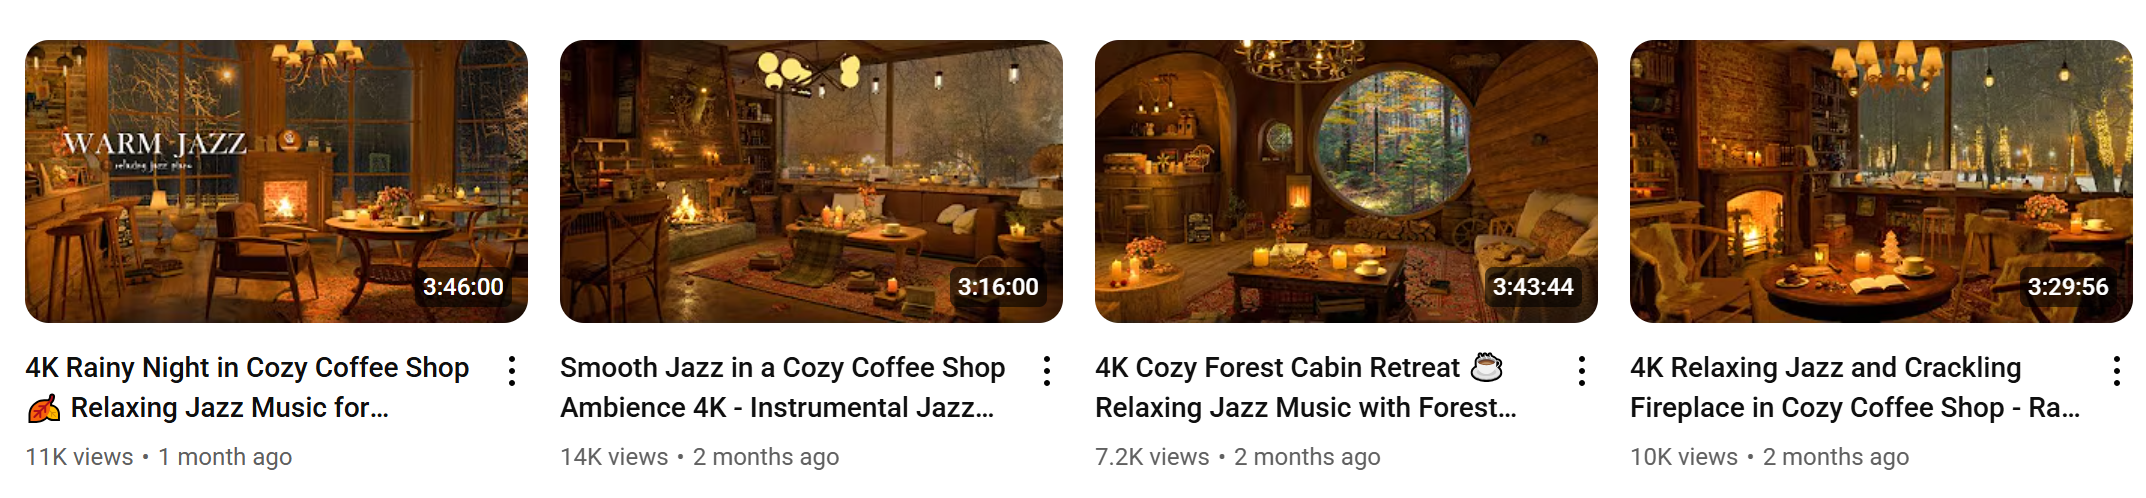 WARM JAZZ
relaxing jazz piano
3:46:00
3:16:00
3:43:44
3:29:56
4K Rainy Night in Cozy Coffee Shop
🍂 Relaxing Jazz Music for...
11K views • 1 month ago
Smooth Jazz in a Cozy Coffee Shop
Ambience 4K - Instrumental Jazz...
14K views • 2 months ago
4K Cozy Forest Cabin Retreat ☕
Relaxing Jazz Music with Forest...
7.2K views • 2 months ago
4K Relaxing Jazz and Crackling
Fireplace in Cozy Coffee Shop - Ra...
10K views • 2 months ago